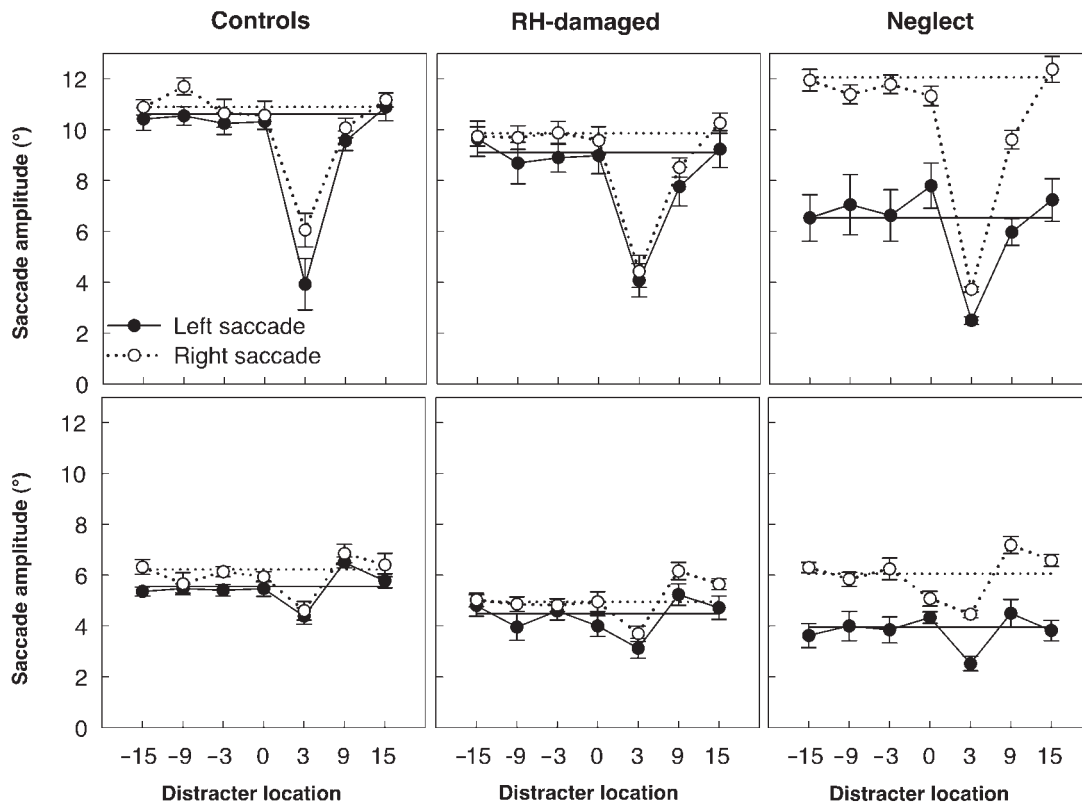 Controls RH-damaged Neglect
Saccade amplitude (°)
12
10
8
6
4
2
0
Left saccade
Right saccade
Saccade amplitude (°)
12
10
8
6
4
2
0
−15 −9 −3 0 3 9 15 −15 −9 −3 0 3 9 15 −15 −9 −3 0 3 9 15
Distracter location Distracter location Distracter location